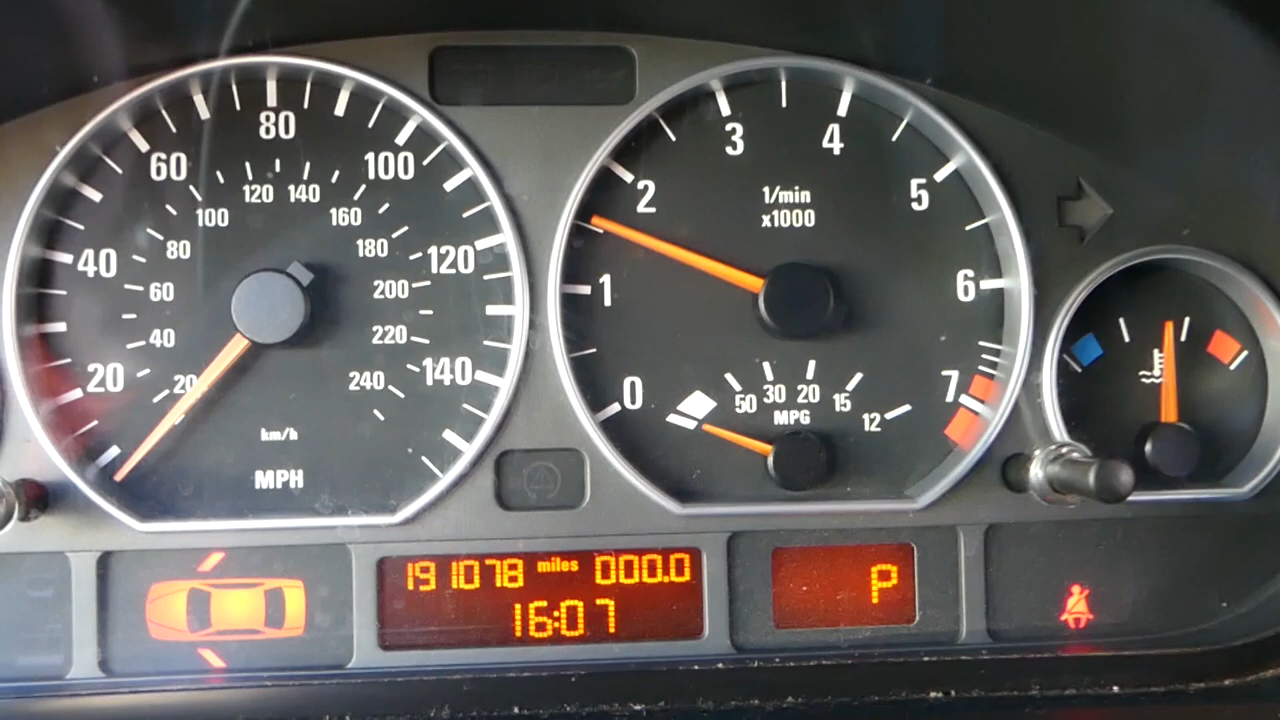 20 40 60 80 100 120 140
20 40 60 80 100 120 140 160 180 200 220 240
km/h
MPH
0 1 2 3 4 5 6 7
1/min
x1000
50 30 20 15 12
MPG
191078 miles 000.0
16:07
P